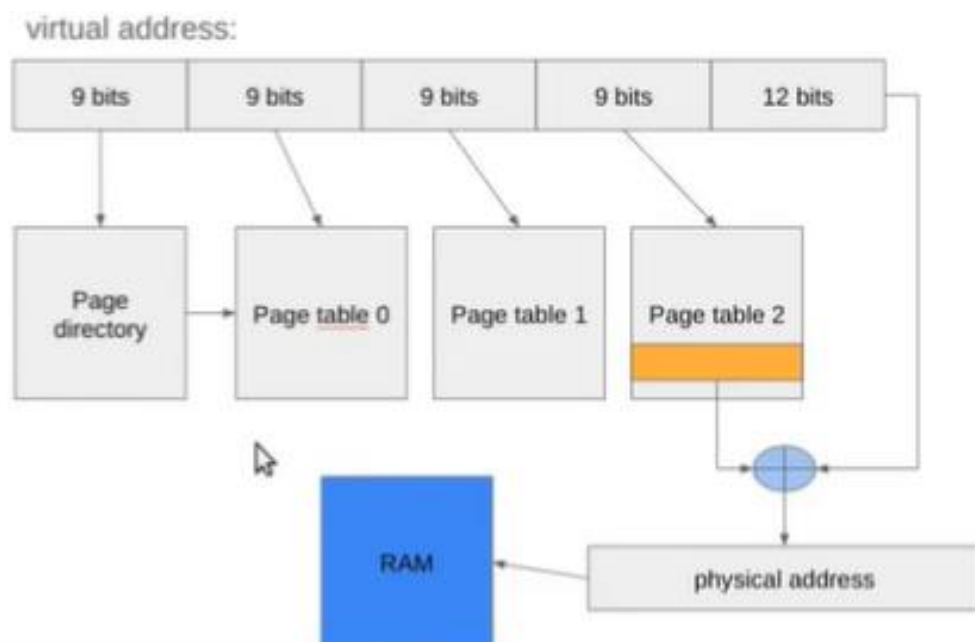 virtual address:
9 bits
9 bits
9 bits
9 bits
12 bits
Page
directory
Page table 0
Page table 1
Page table 2
RAM
physical address